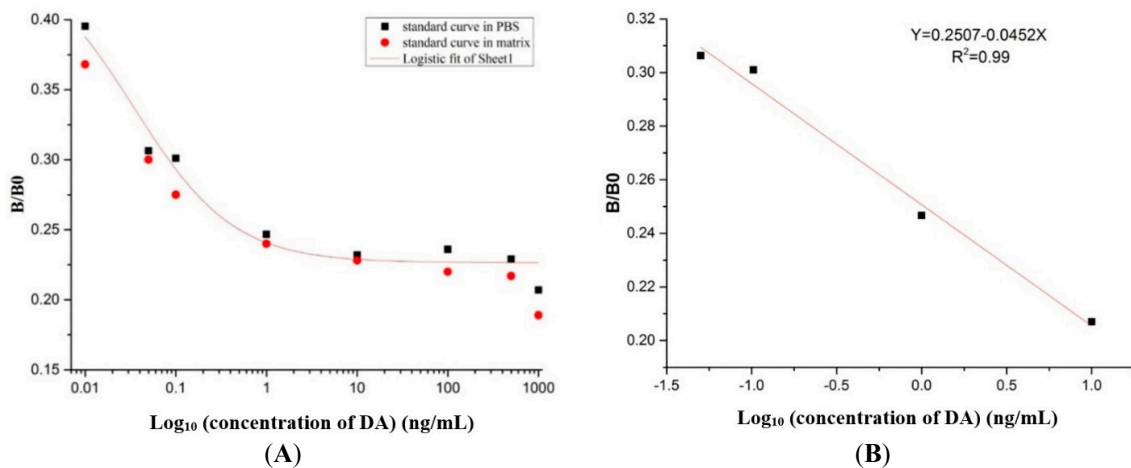 0.40
0.35
0.30
0.25
0.20
0.15
B/B0
standard curve in PBS
standard curve in matrix
Logistic fit of Sheet1
0.01 0.1 1 10 100 1000
Log₁₀ (concentration of DA) (ng/mL)
(A)
Y=0.2507-0.0452X
R²=0.99
0.32
0.30
0.28
0.26
0.24
0.22
0.20
B/B0
-1.5 -1.0 -0.5 0.0 0.5 1.0
Log₁₀ (concentration of DA) (ng/mL)
(B)